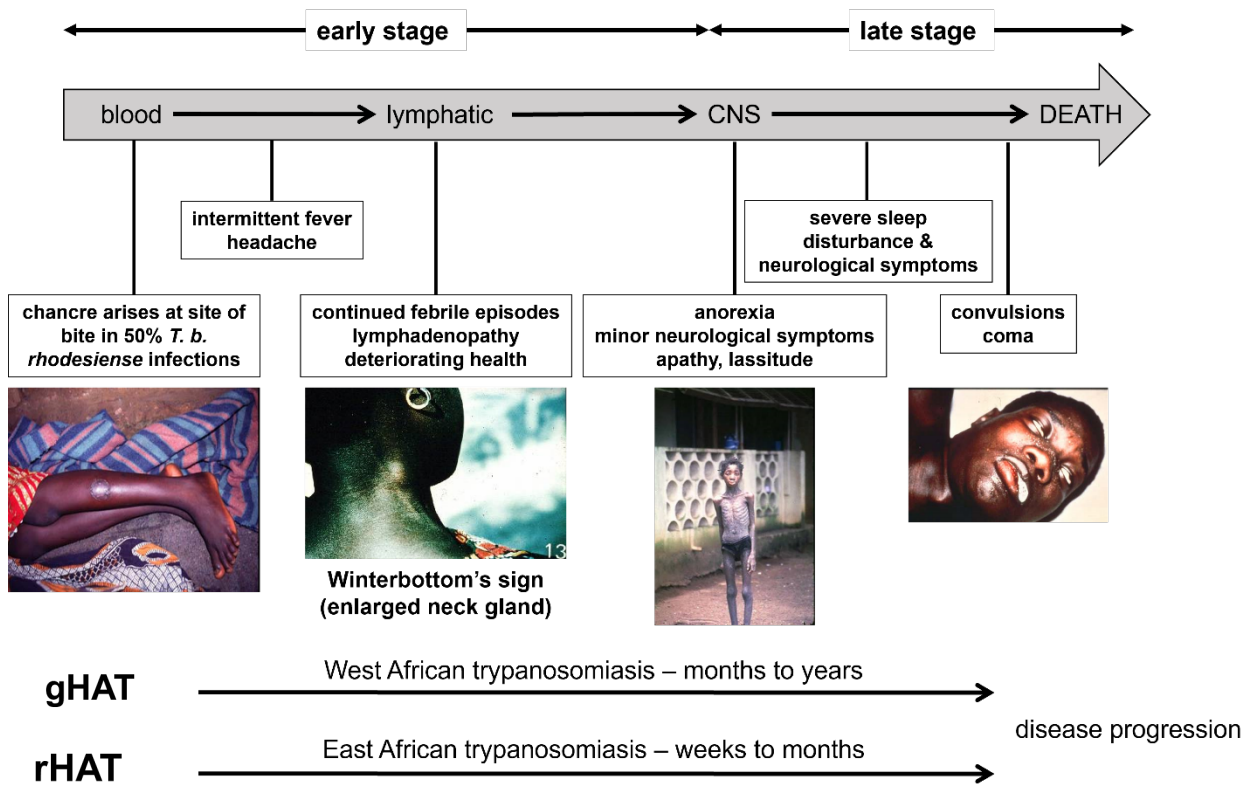 early stage
late stage
blood
lymphatic
CNS
DEATH
intermittent fever
headache
severe sleep
disturbance &
neurological symptoms
chancre arises at site of
bite in 50% T. b.
rhodesiense infections
continued febrile episodes
lymphadenopathy
deteriorating health
anorexia
minor neurological symptoms
apathy, lassitude
convulsions
coma
13
Winterbottom’s sign
(enlarged neck gland)
gHAT
West African trypanosomiasis – months to years
disease progression
rHAT
East African trypanosomiasis – weeks to months